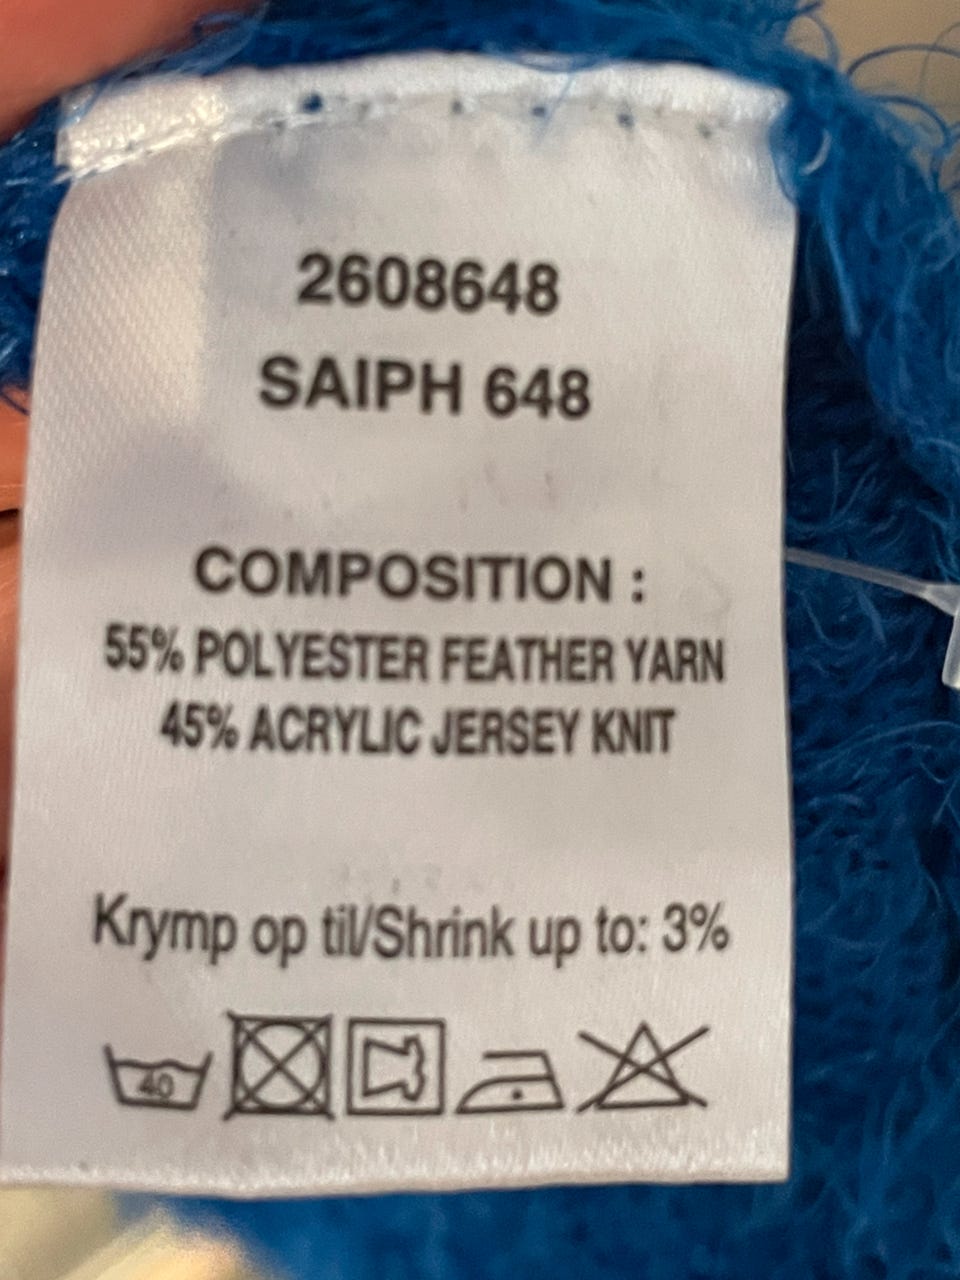 2608648
SAIPH 648
COMPOSITION :
55% POLYESTER FEATHER YARN
45% ACRYLIC JERSEY KNIT
Krymp op til/Shrink up to: 3%
40